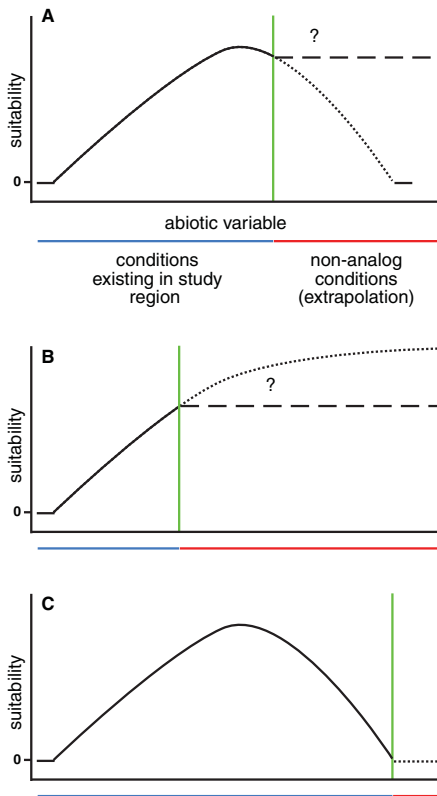 A
?
suitability
0
abiotic variable
conditions
existing in study
region
non-analog
conditions
(extrapolation)
B
?
suitability
0
C
suitability
0